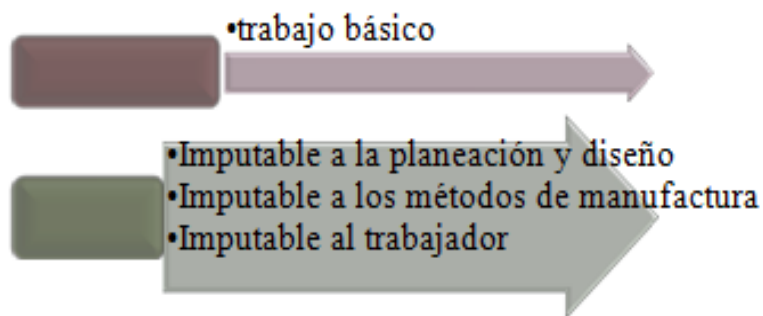 •trabajo básico
•Imputable a la planeación y diseño
•Imputable a los métodos de manufactura
•Imputable al trabajador